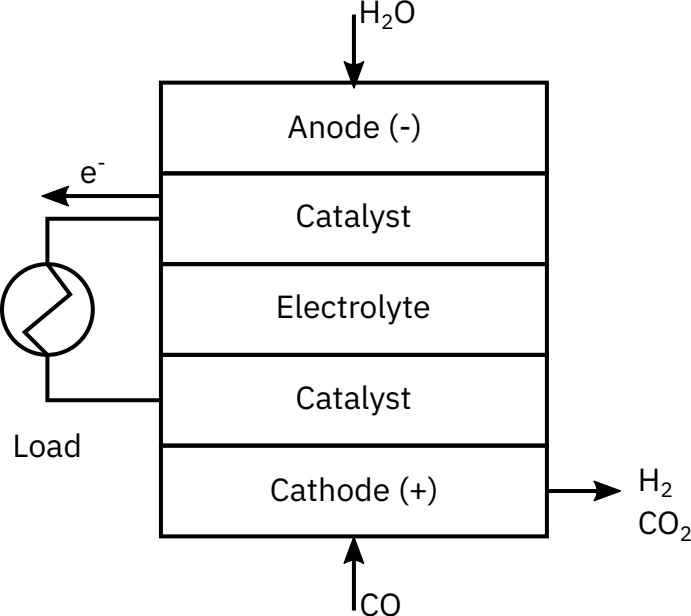 H₂O
Anode (-)
e⁻
Catalyst
Electrolyte
Catalyst
Load
Cathode (+)
H₂
CO₂
CO